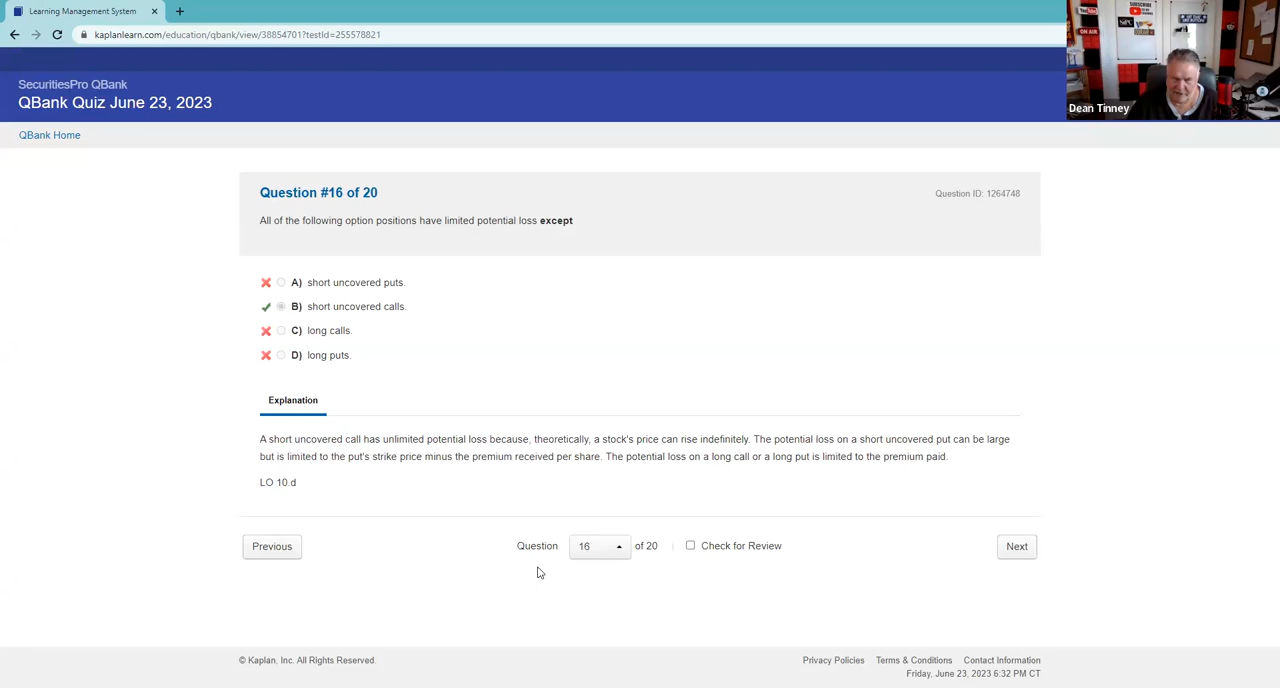 Learning Management System
kaplanlearn.com/education/qbank/view/38854701?testId=255578821
SUBSCRIBE
YouTube
SIPC
ON AIR
Dean Tinney
SecuritiesPro QBank
QBank Quiz June 23, 2023
QBank Home
Question #16 of 20
Question ID: 1264748
All of the following option positions have limited potential loss except
A) short uncovered puts.
B) short uncovered calls.
C) long calls.
D) long puts.
Explanation
A short uncovered call has unlimited potential loss because, theoretically, a stock's price can rise indefinitely. The potential loss on a short uncovered put can be large
but is limited to the put's strike price minus the premium received per share. The potential loss on a long call or a long put is limited to the premium paid.
LO 10.d
Previous
Question 16 of 20
Check for Review
Next
© Kaplan, Inc. All Rights Reserved.
Privacy Policies Terms & Conditions Contact Information
Friday, June 23, 2023 6:32 PM CT